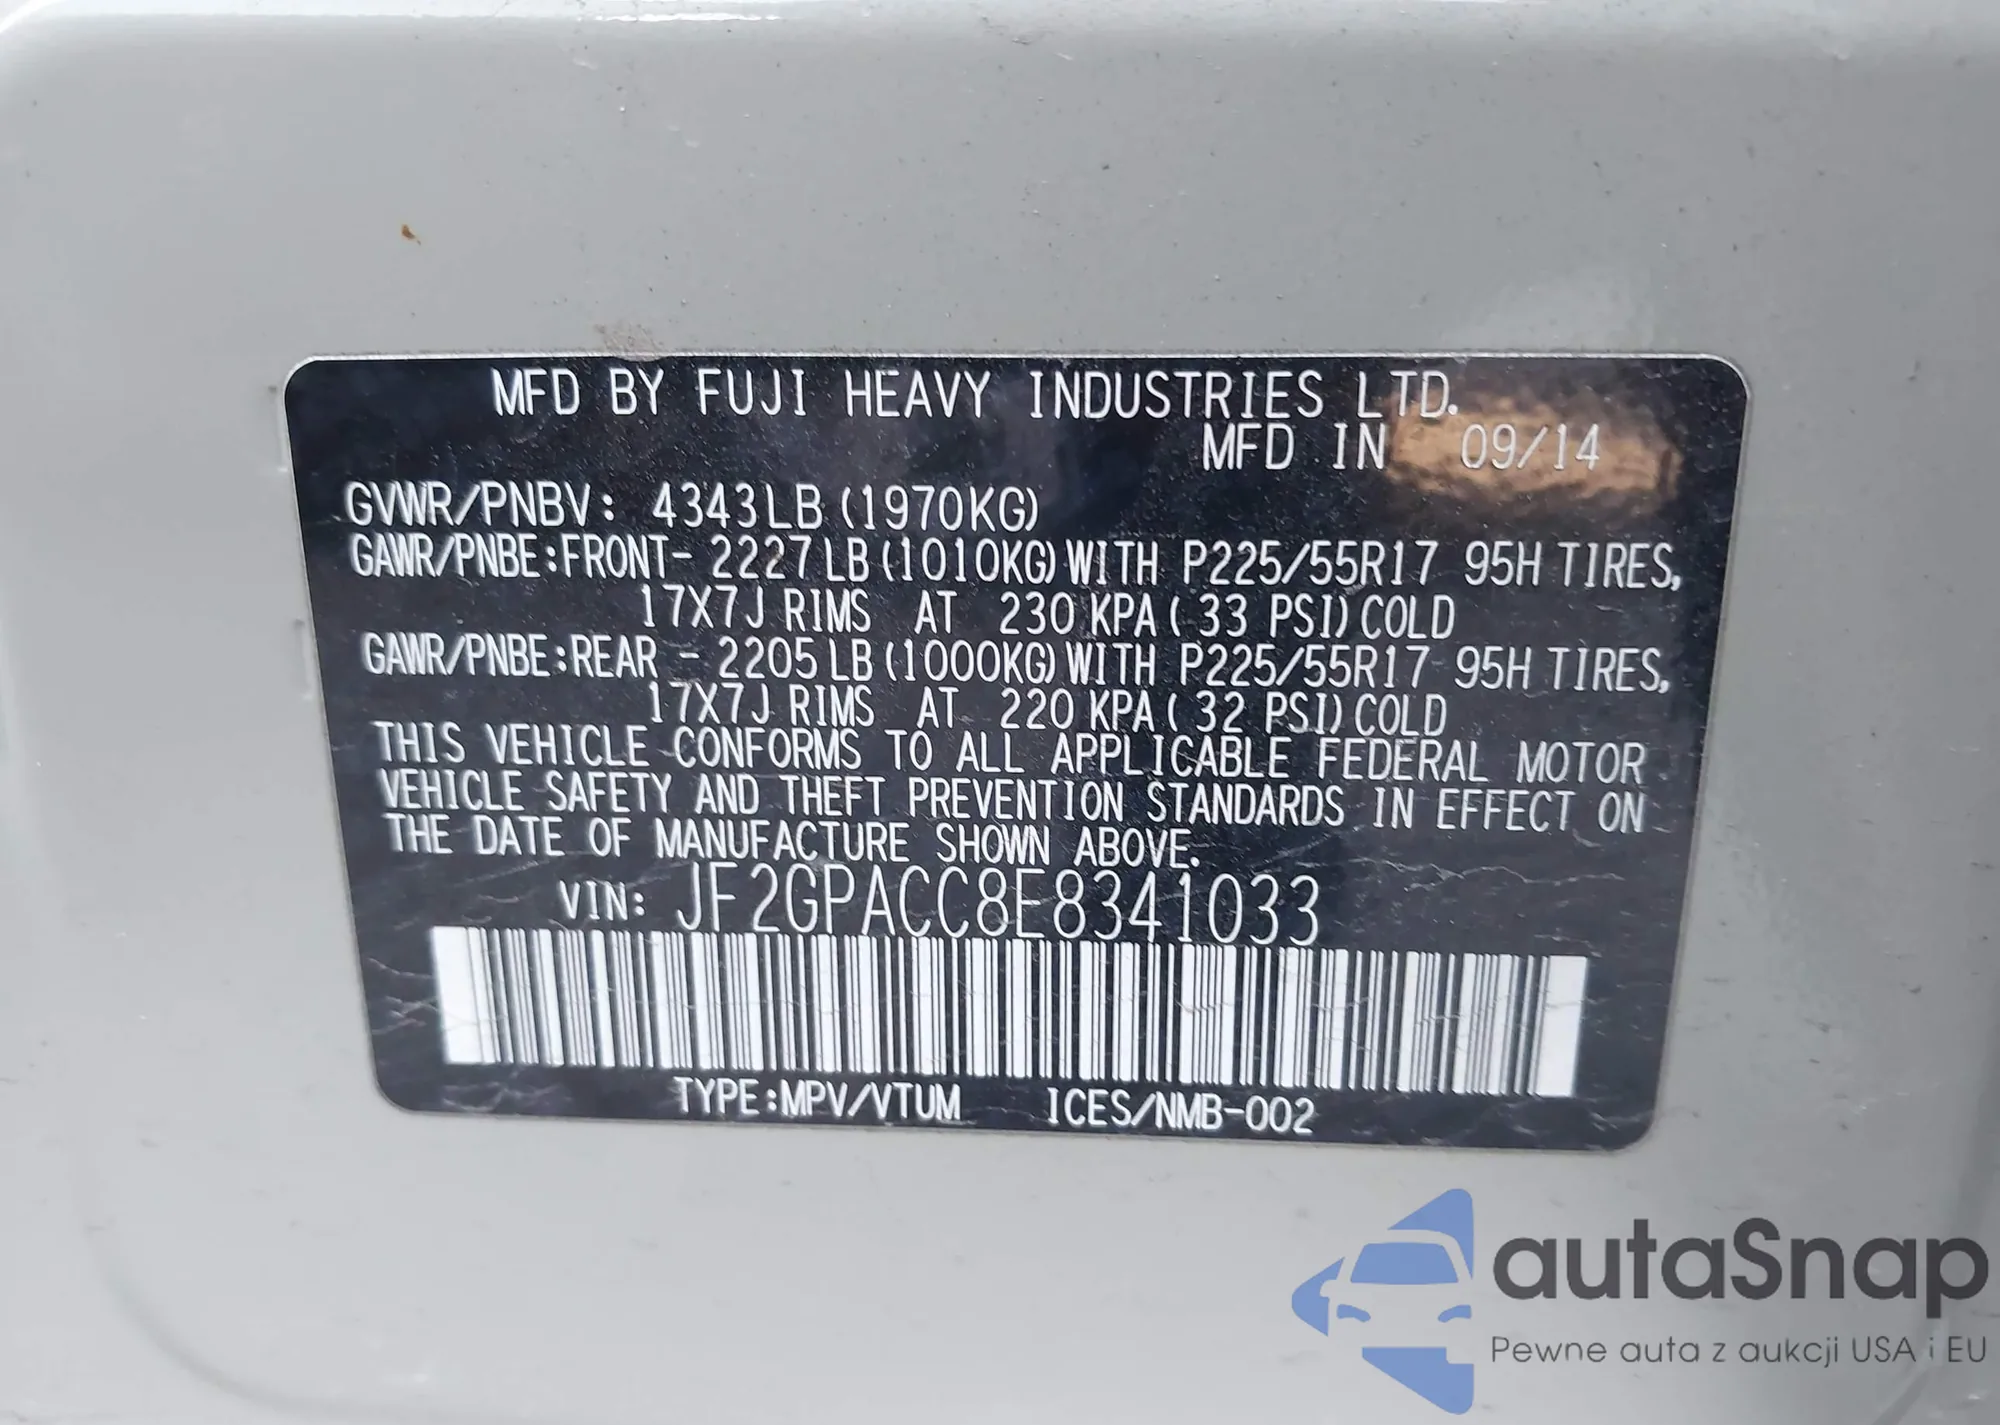 MFD BY FUJI HEAVY INDUSTRIES LTD.
MFD IN 09/14
GVWR/PNBV: 4343LB (1970KG)
GAWR/PNBE:FRONT- 2227LB (1010KG) WITH P225/55R17 95H TIRES,
17X7J RIMS AT 230 KPA ( 33 PSI) COLD
GAWR/PNBE:REAR - 2205LB (1000KG) WITH P225/55R17 95H TIRES,
17X7J RIMS AT 220 KPA ( 32 PSI) COLD
THIS VEHICLE CONFORMS TO ALL APPLICABLE FEDERAL MOTOR
VEHICLE SAFETY AND THEFT PREVENTION STANDARDS IN EFFECT ON
THE DATE OF MANUFACTURE SHOWN ABOVE.
VIN: JF2GPACC8E8341033
TYPE:MPV/VTUM ICES/NMB-002
autaSnap
Pewne auta z aukcji USA i EU